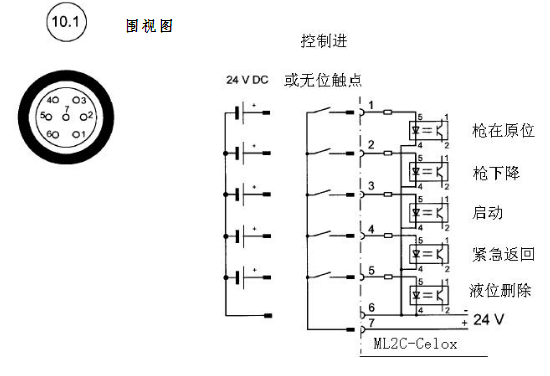 10.1
围视图
控制进
24 V DC 或无位触点
4 3
5 7 2
6 1
1
5 1
4 2
枪在原位
2
5 1
4 2
枪下降
3
5 1
4 2
启动
4
5 1
4 2
紧急返回
5
5 1
4 2
液位删除
6
-
24 V
7
+
ML2C-Celox